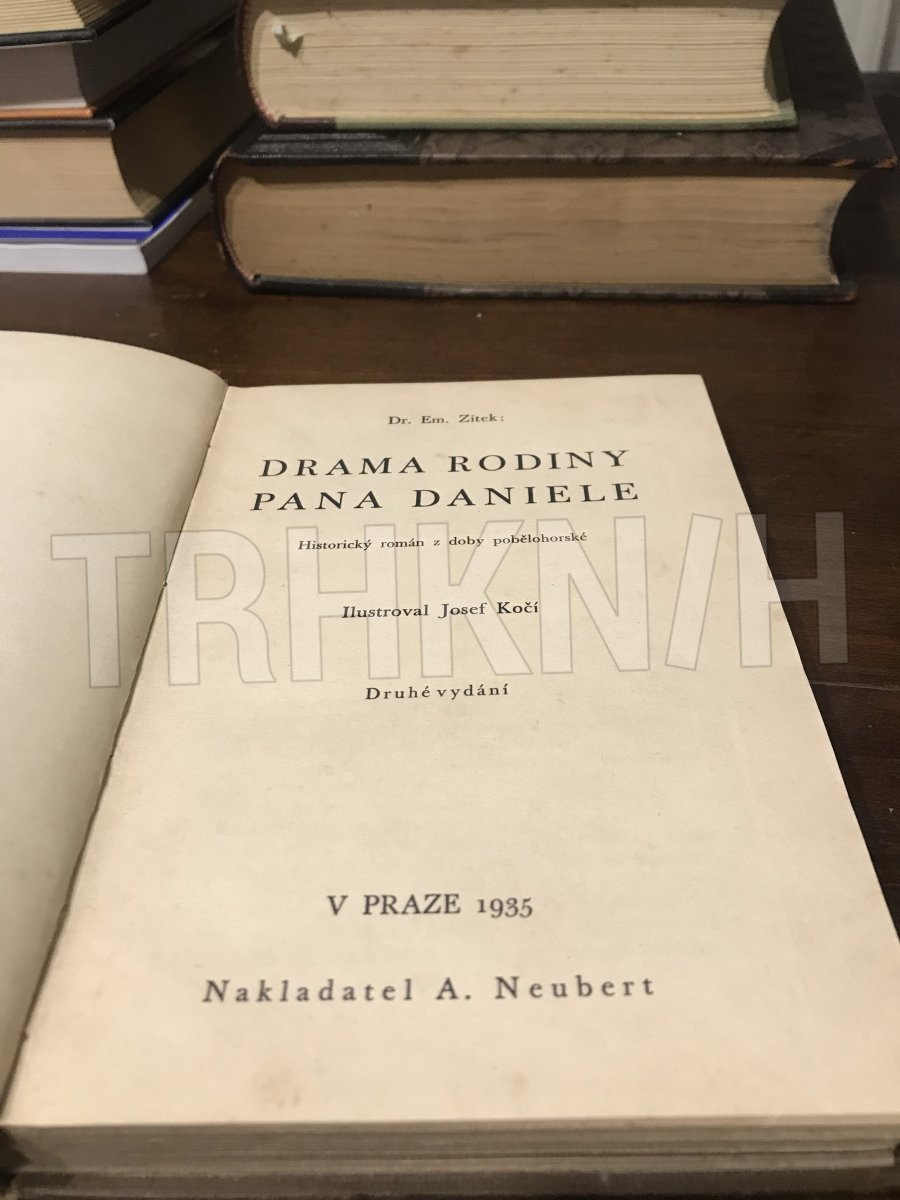 Dr. Em. Zítek:
DRAMA RODINY
PANA DANIELE
Historický román z doby pobělohorské
TRHKN/H
Ilustroval Josef Kočí
Druhé vydání
V PRAZE 1935
Nakladatel A. Neubert